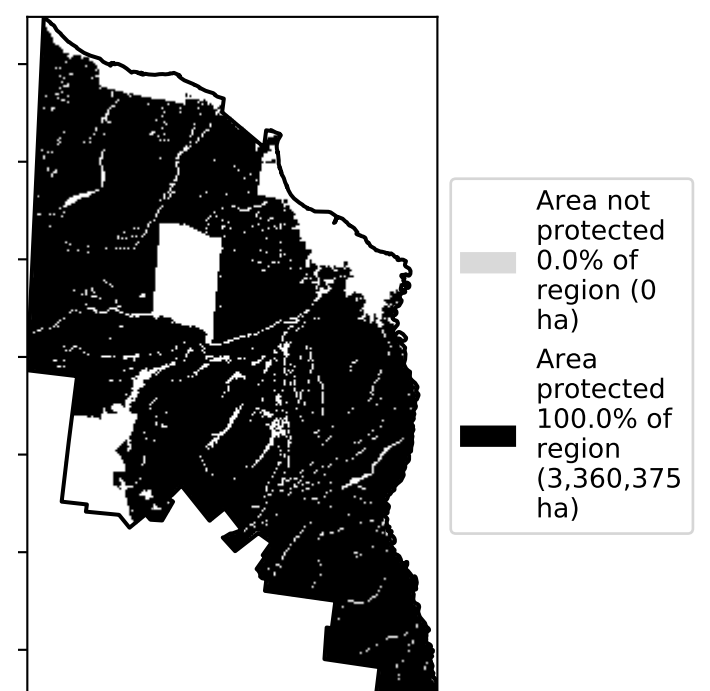 Area not
protected
0.0% of
region (0
ha)
Area
protected
100.0% of
region
(3,360,375
ha)